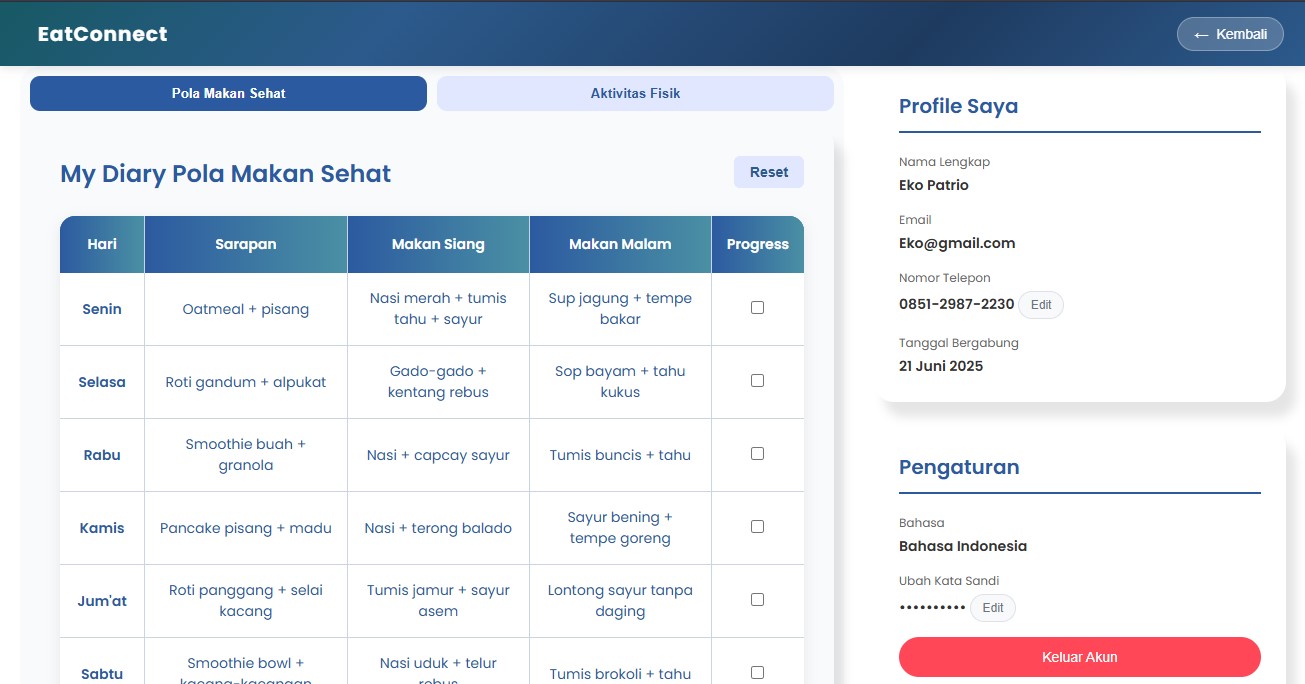 EatConnect
← Kembali
Pola Makan Sehat
Aktivitas Fisik
My Diary Pola Makan Sehat
Reset
Hari
Sarapan
Makan Siang
Makan Malam
Progress
Senin
Oatmeal + pisang
Nasi merah + tumis
tahu + sayur
Sup jagung + tempe
bakar
Selasa
Roti gandum + alpukat
Gado-gado +
kentang rebus
Sop bayam + tahu
kukus
Rabu
Smoothie buah +
granola
Nasi + capcay sayur
Tumis buncis + tahu
Kamis
Pancake pisang + madu
Nasi + terong balado
Sayur bening +
tempe goreng
Jum'at
Roti panggang + selai
kacang
Tumis jamur + sayur
asem
Lontong sayur tanpa
daging
Sabtu
Smoothie bowl +
kacang-kacangan
Nasi uduk + telur
rebus
Tumis brokoli + tahu
Profile Saya
Nama Lengkap
Eko Patrio
Email
Eko@gmail.com
Nomor Telepon
0851-2987-2230 Edit
Tanggal Bergabung
21 Juni 2025
Pengaturan
Bahasa
Bahasa Indonesia
Ubah Kata Sandi
•••••••••• Edit
Keluar Akun